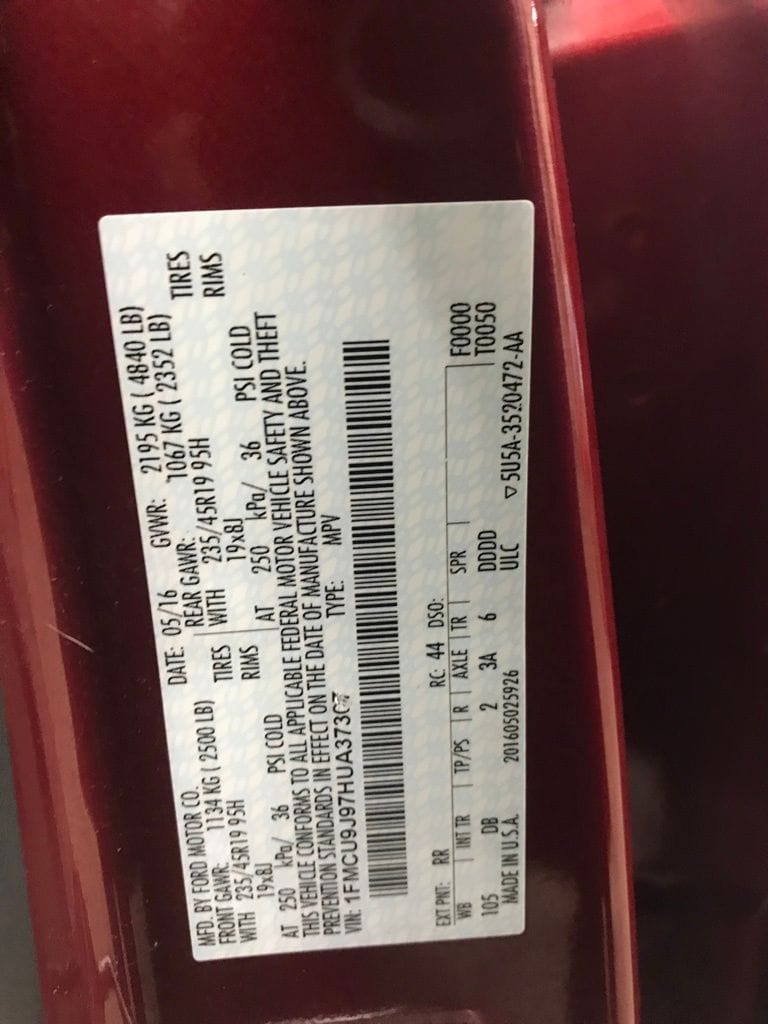 MFD. BY FORD MOTOR CO.
DATE: 05/16 GVWR: 2195 KG ( 4840 LB)
FRONT GAWR: 1134 KG ( 2500 LB) REAR GAWR: 1067 KG ( 2352 LB)
WITH 235/45R19 95H TIRES WITH 235/45R19 95H TIRES
19x8J RIMS 19x8J RIMS
AT 250 kPa/ 36 PSI COLD AT 250 kPa/ 36 PSI COLD
THIS VEHICLE CONFORMS TO ALL APPLICABLE FEDERAL MOTOR VEHICLE SAFETY AND THEFT
PREVENTION STANDARDS IN EFFECT ON THE DATE OF MANUFACTURE SHOWN ABOVE.
VIN: TYPE: MPV
EXT PNT: RR RC: 44 DSO:
WB INT TR TP/PS R AXLE TR SPR F0000
105 DB 2 3A 6 DDDD T0050
MADE IN U.S.A. 201605025926 ULC ▽5U5A-3520472-AA